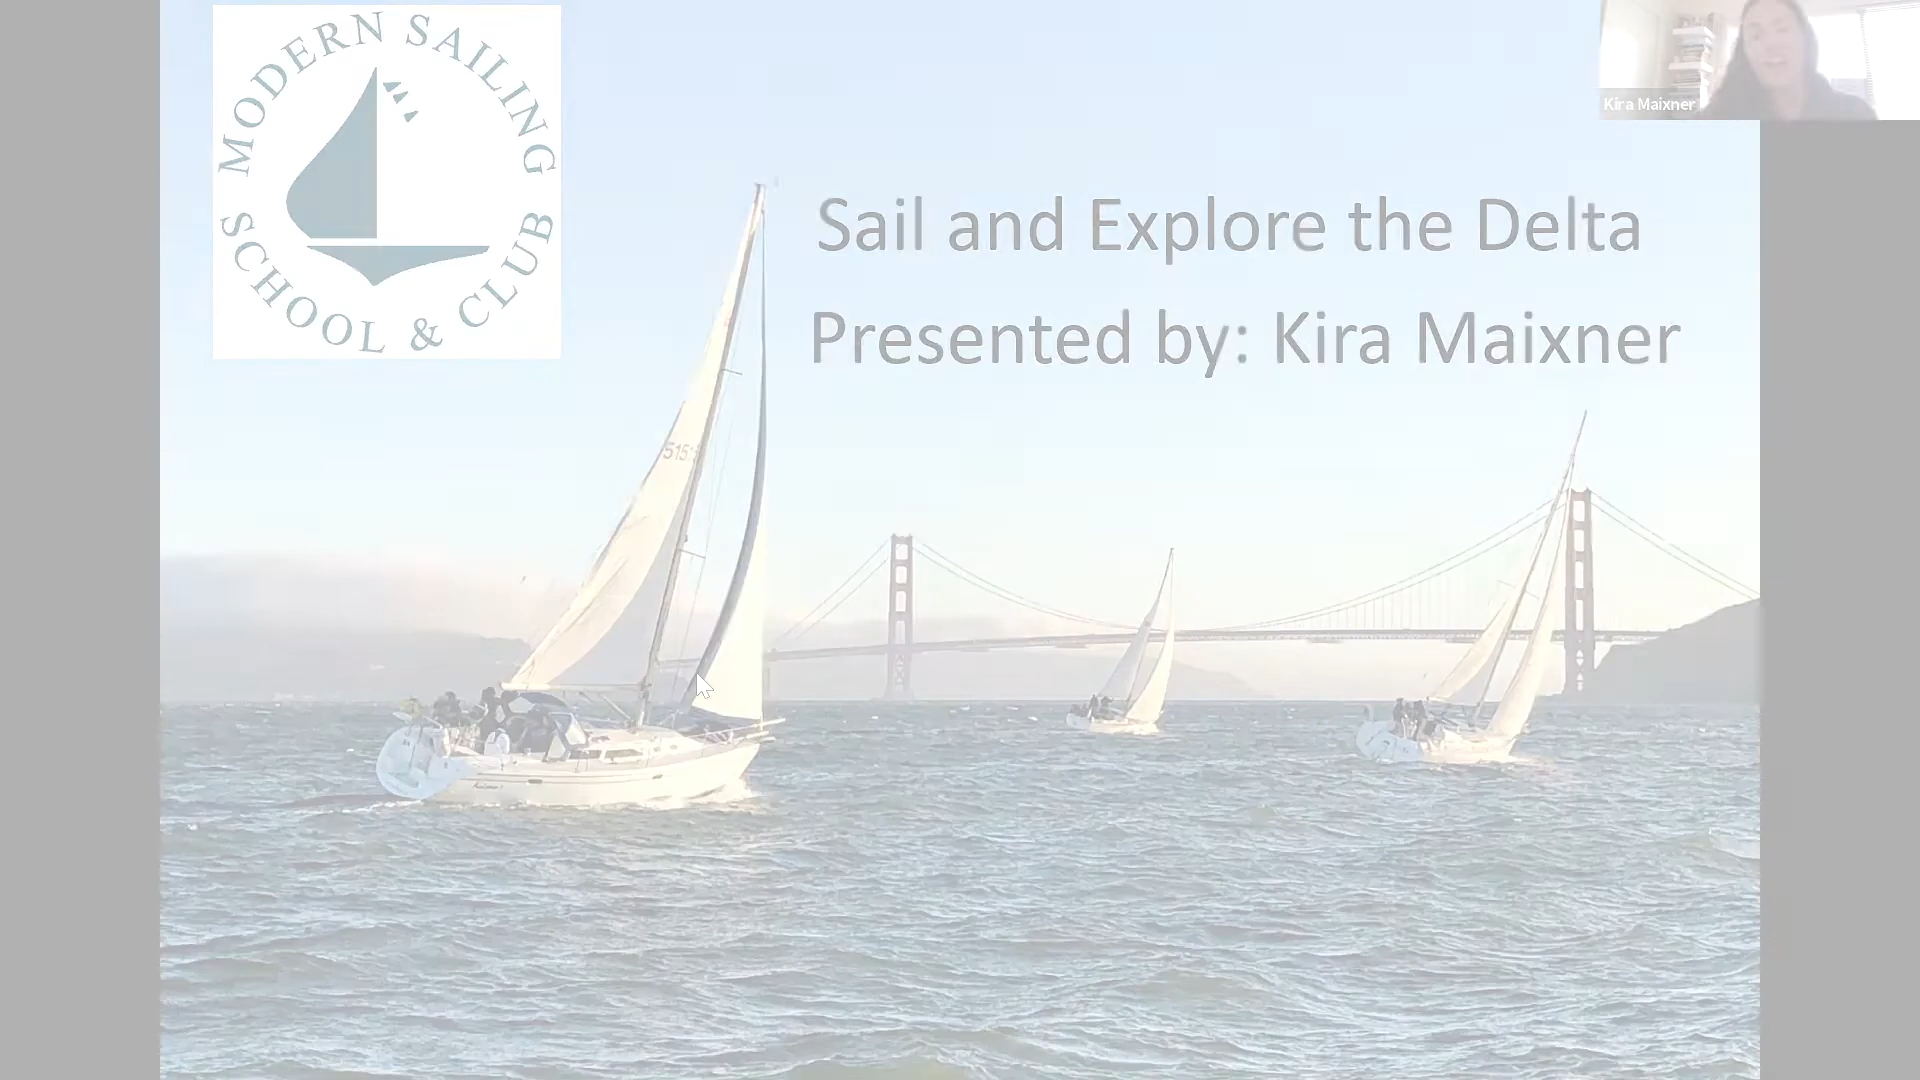 MODERN SAILING
SCHOOL & CLUB
Kira Maixner
Sail and Explore the Delta
Presented by: Kira Maixner